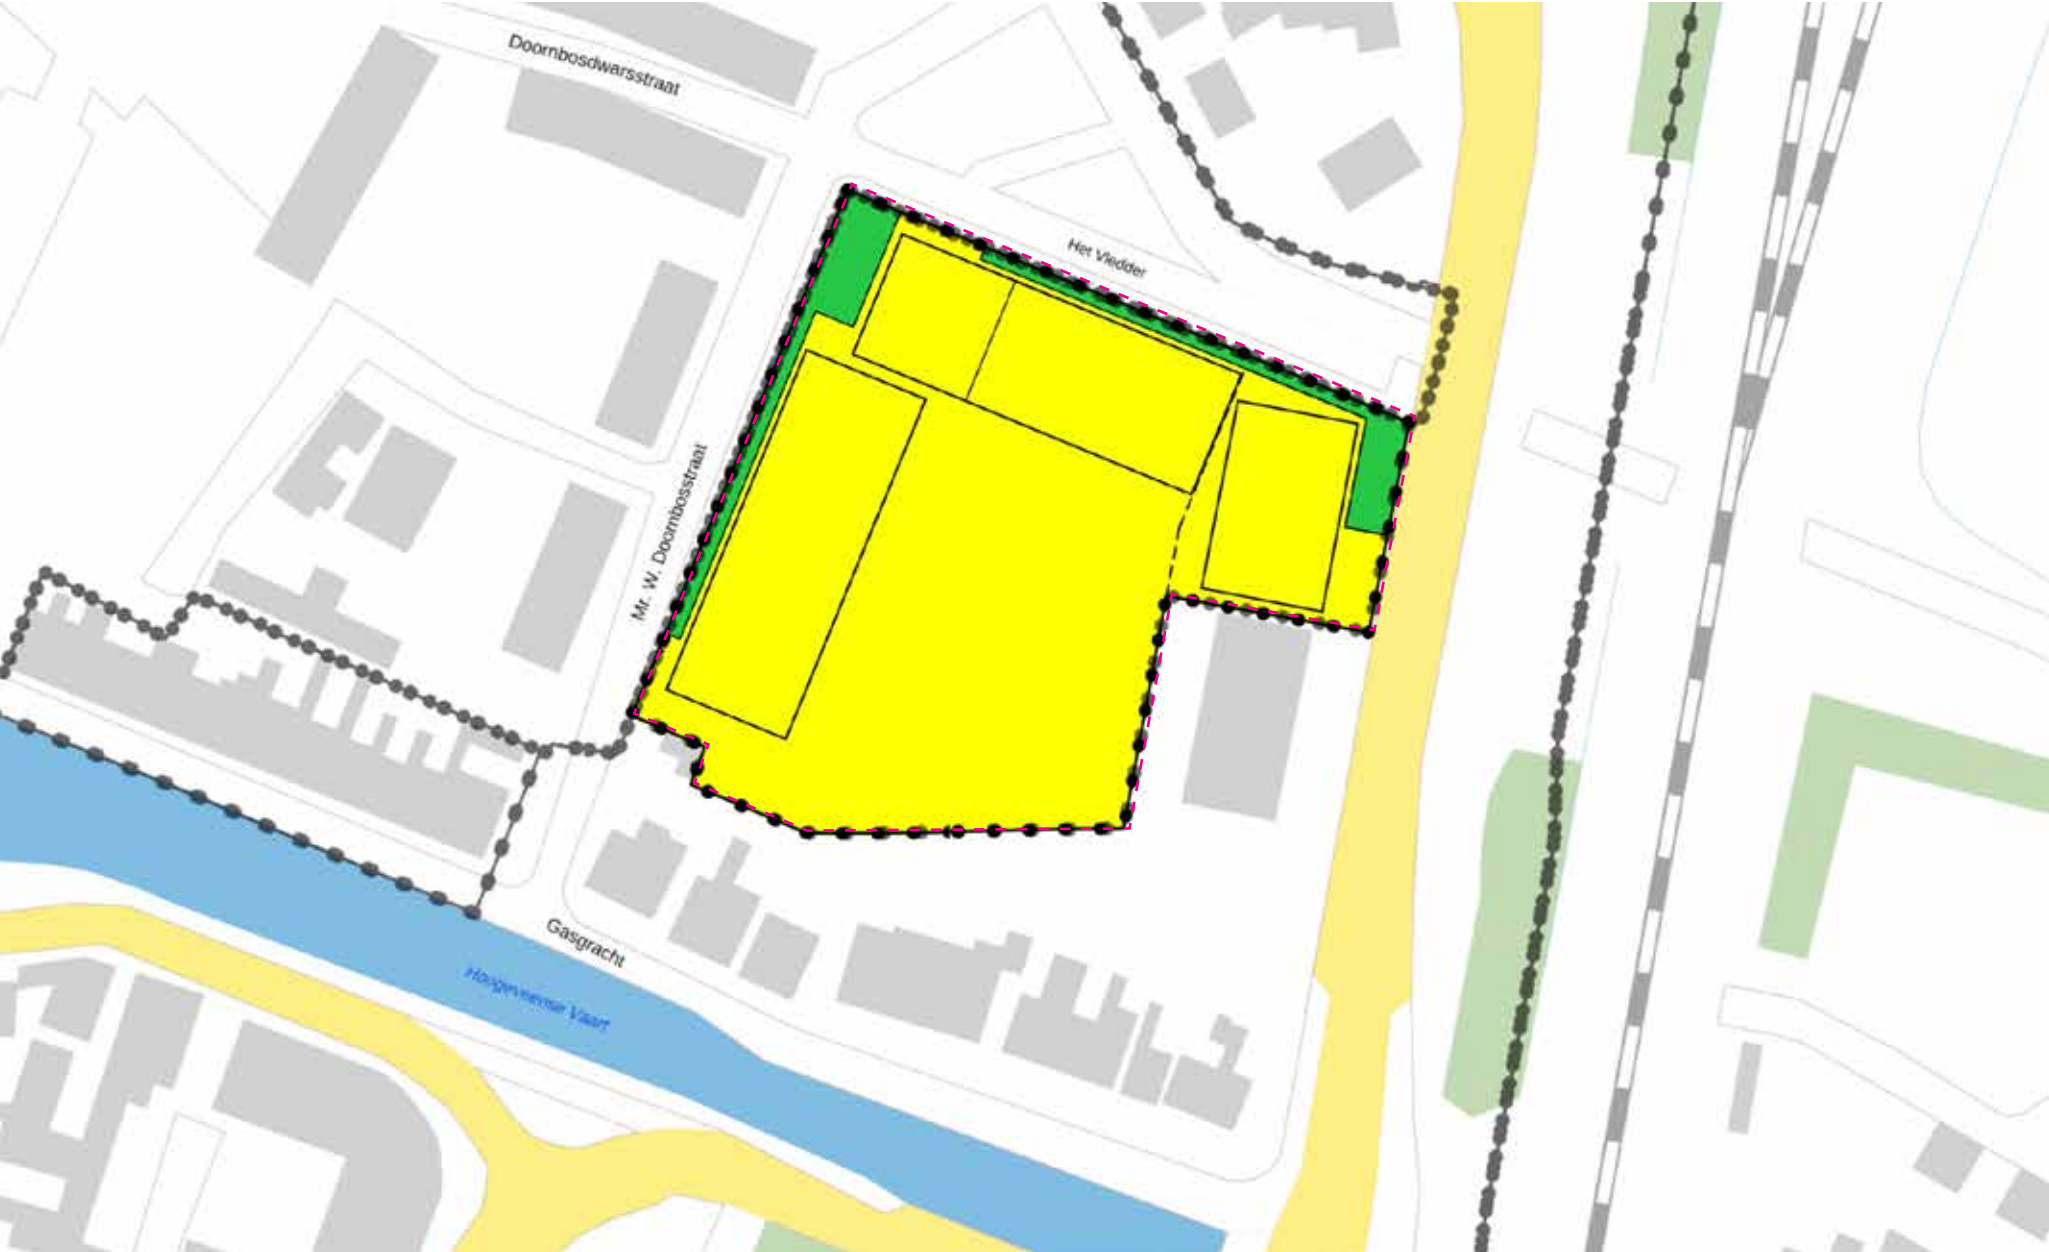 Doornbosdwarsstraat
Het Vledder
Mr. W. Doornbosstraat
Gasgracht
Hoogeveense Vaart